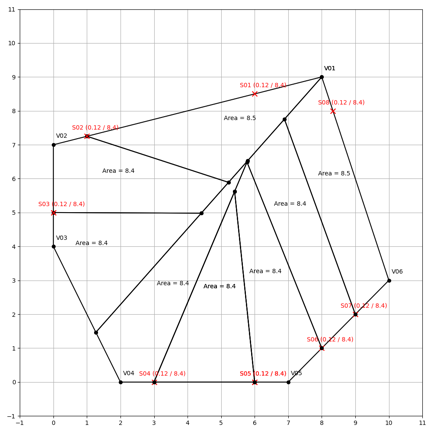 11
10
9
8
7
6
5
4
3
2
1
0
−1
−1
0
1
2
3
4
5
6
7
8
9
10
11
V01
S01 (0.12 / 8.4)
S08 (0.12 / 8.4)
Area = 8.5
S02 (0.12 / 8.4)
V02
Area = 8.4
Area = 8.5
S03 (0.12 / 8.4)
Area = 8.4
V03
Area = 8.4
Area = 8.4
Area = 8.4
Area = 8.4
V06
S07 (0.12 / 8.4)
S06 (0.12 / 8.4)
V04
S04 (0.12 / 8.4)
S05 (0.12 / 8.4)
V05